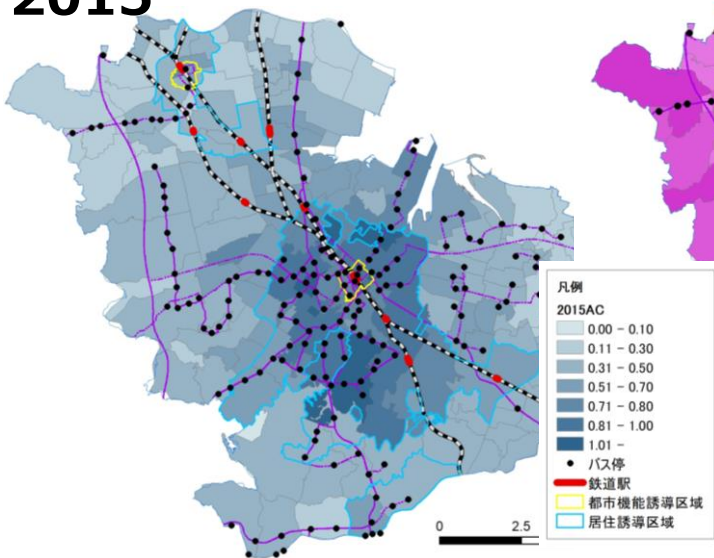 2015
凡例
2015AC
0.00 - 0.10
0.11 - 0.30
0.31 - 0.50
0.51 - 0.70
0.71 - 0.80
0.81 - 1.00
1.01 -
バス停
鉄道駅
都市機能誘導区域
居住誘導区域
0 2.5